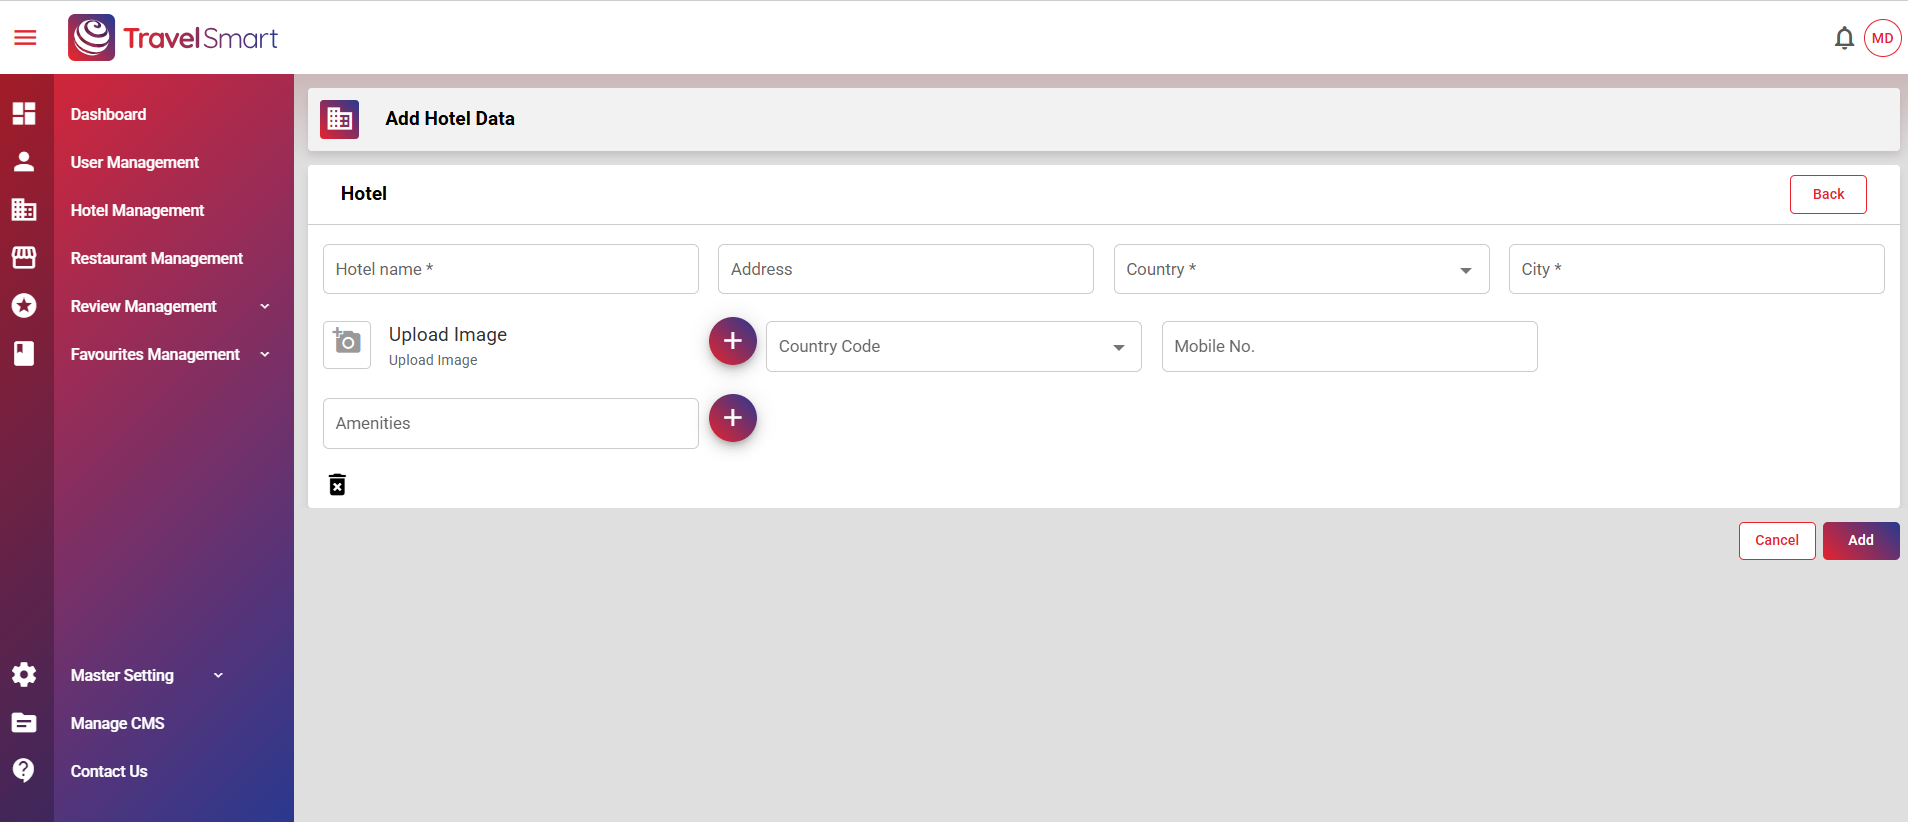 TravelSmart
MD
Dashboard
User Management
Hotel Management
Restaurant Management
Review Management
Favourites Management
Master Setting
Manage CMS
Contact Us
Add Hotel Data
Hotel
Back
Hotel name *
Address
Country *
City *
Upload Image
Upload Image
Country Code
Mobile No.
Amenities
Cancel
Add